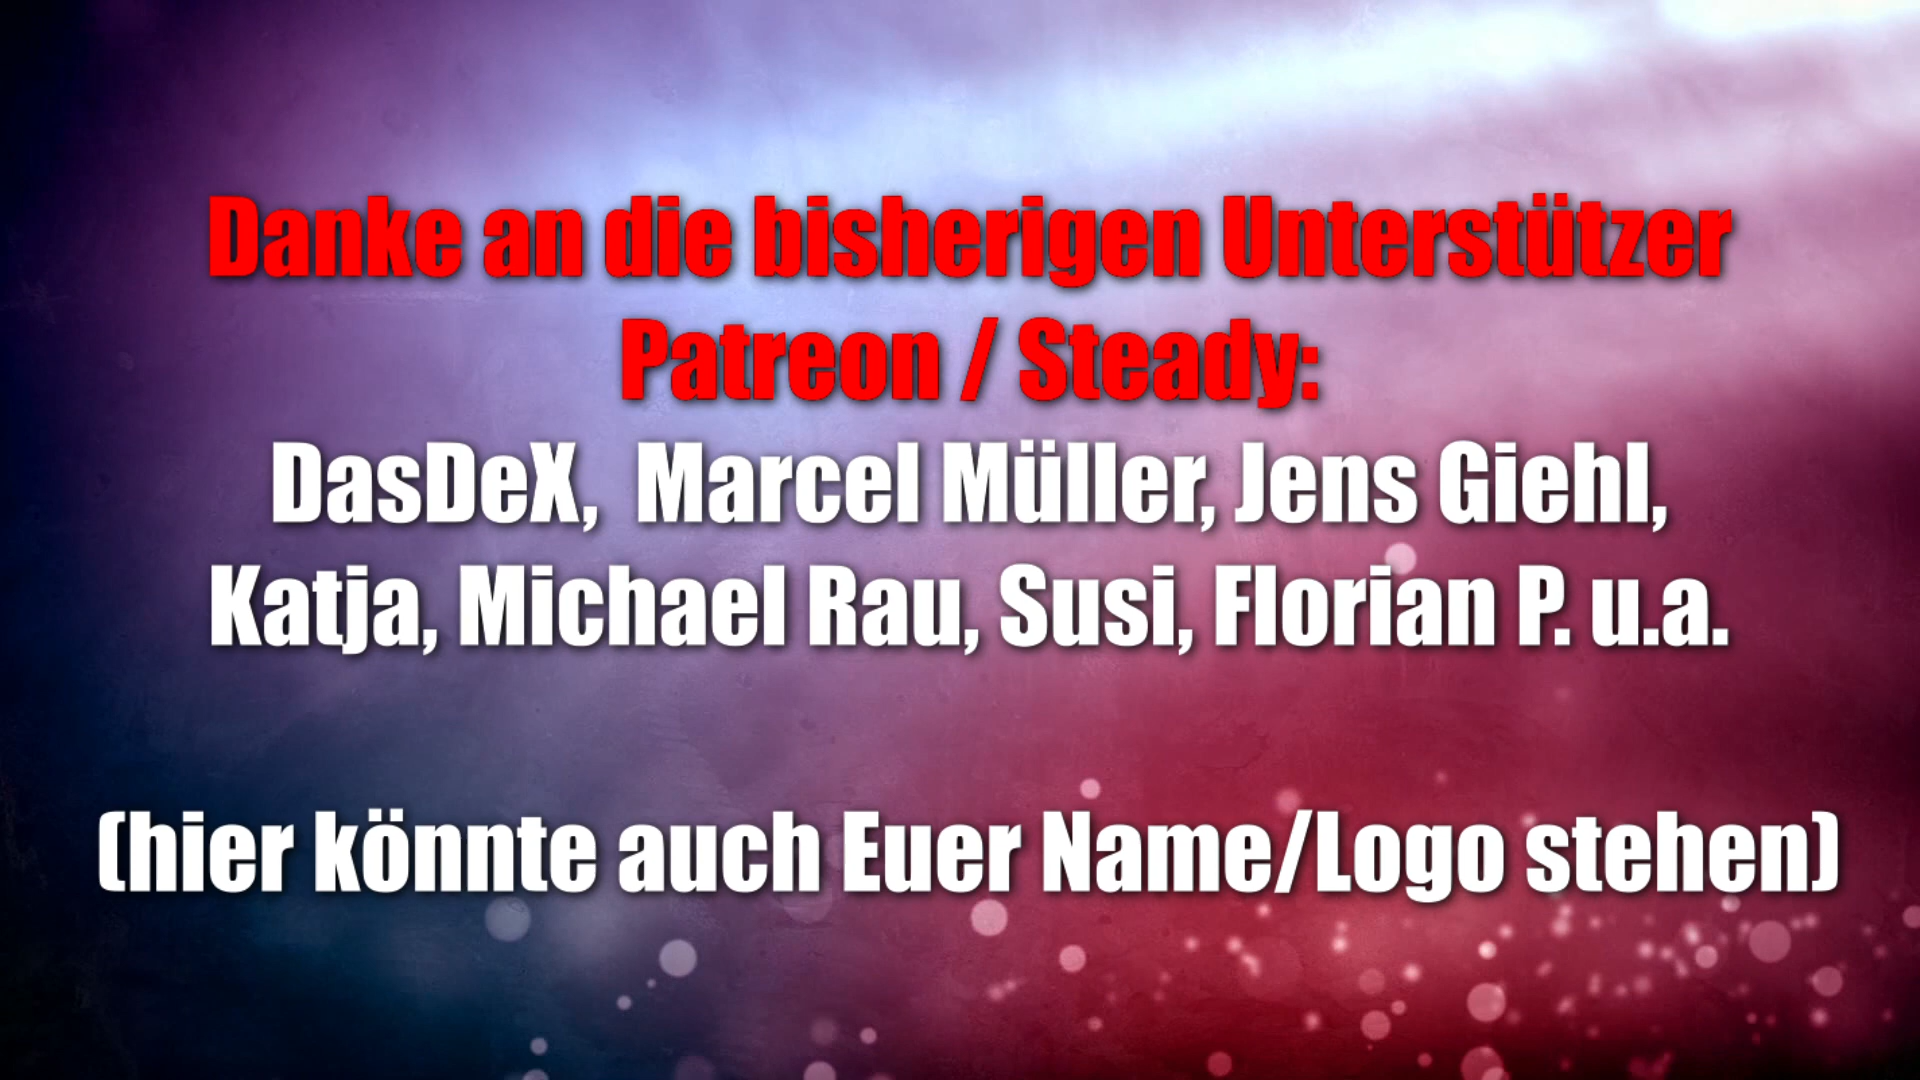 Danke an die bisherigen Unterstützer
Patreon / Steady:
DasDeX,  Marcel Müller, Jens Giehl,
Katja, Michael Rau, Susi, Florian P. u.a.
(hier könnte auch Euer Name/Logo stehen)